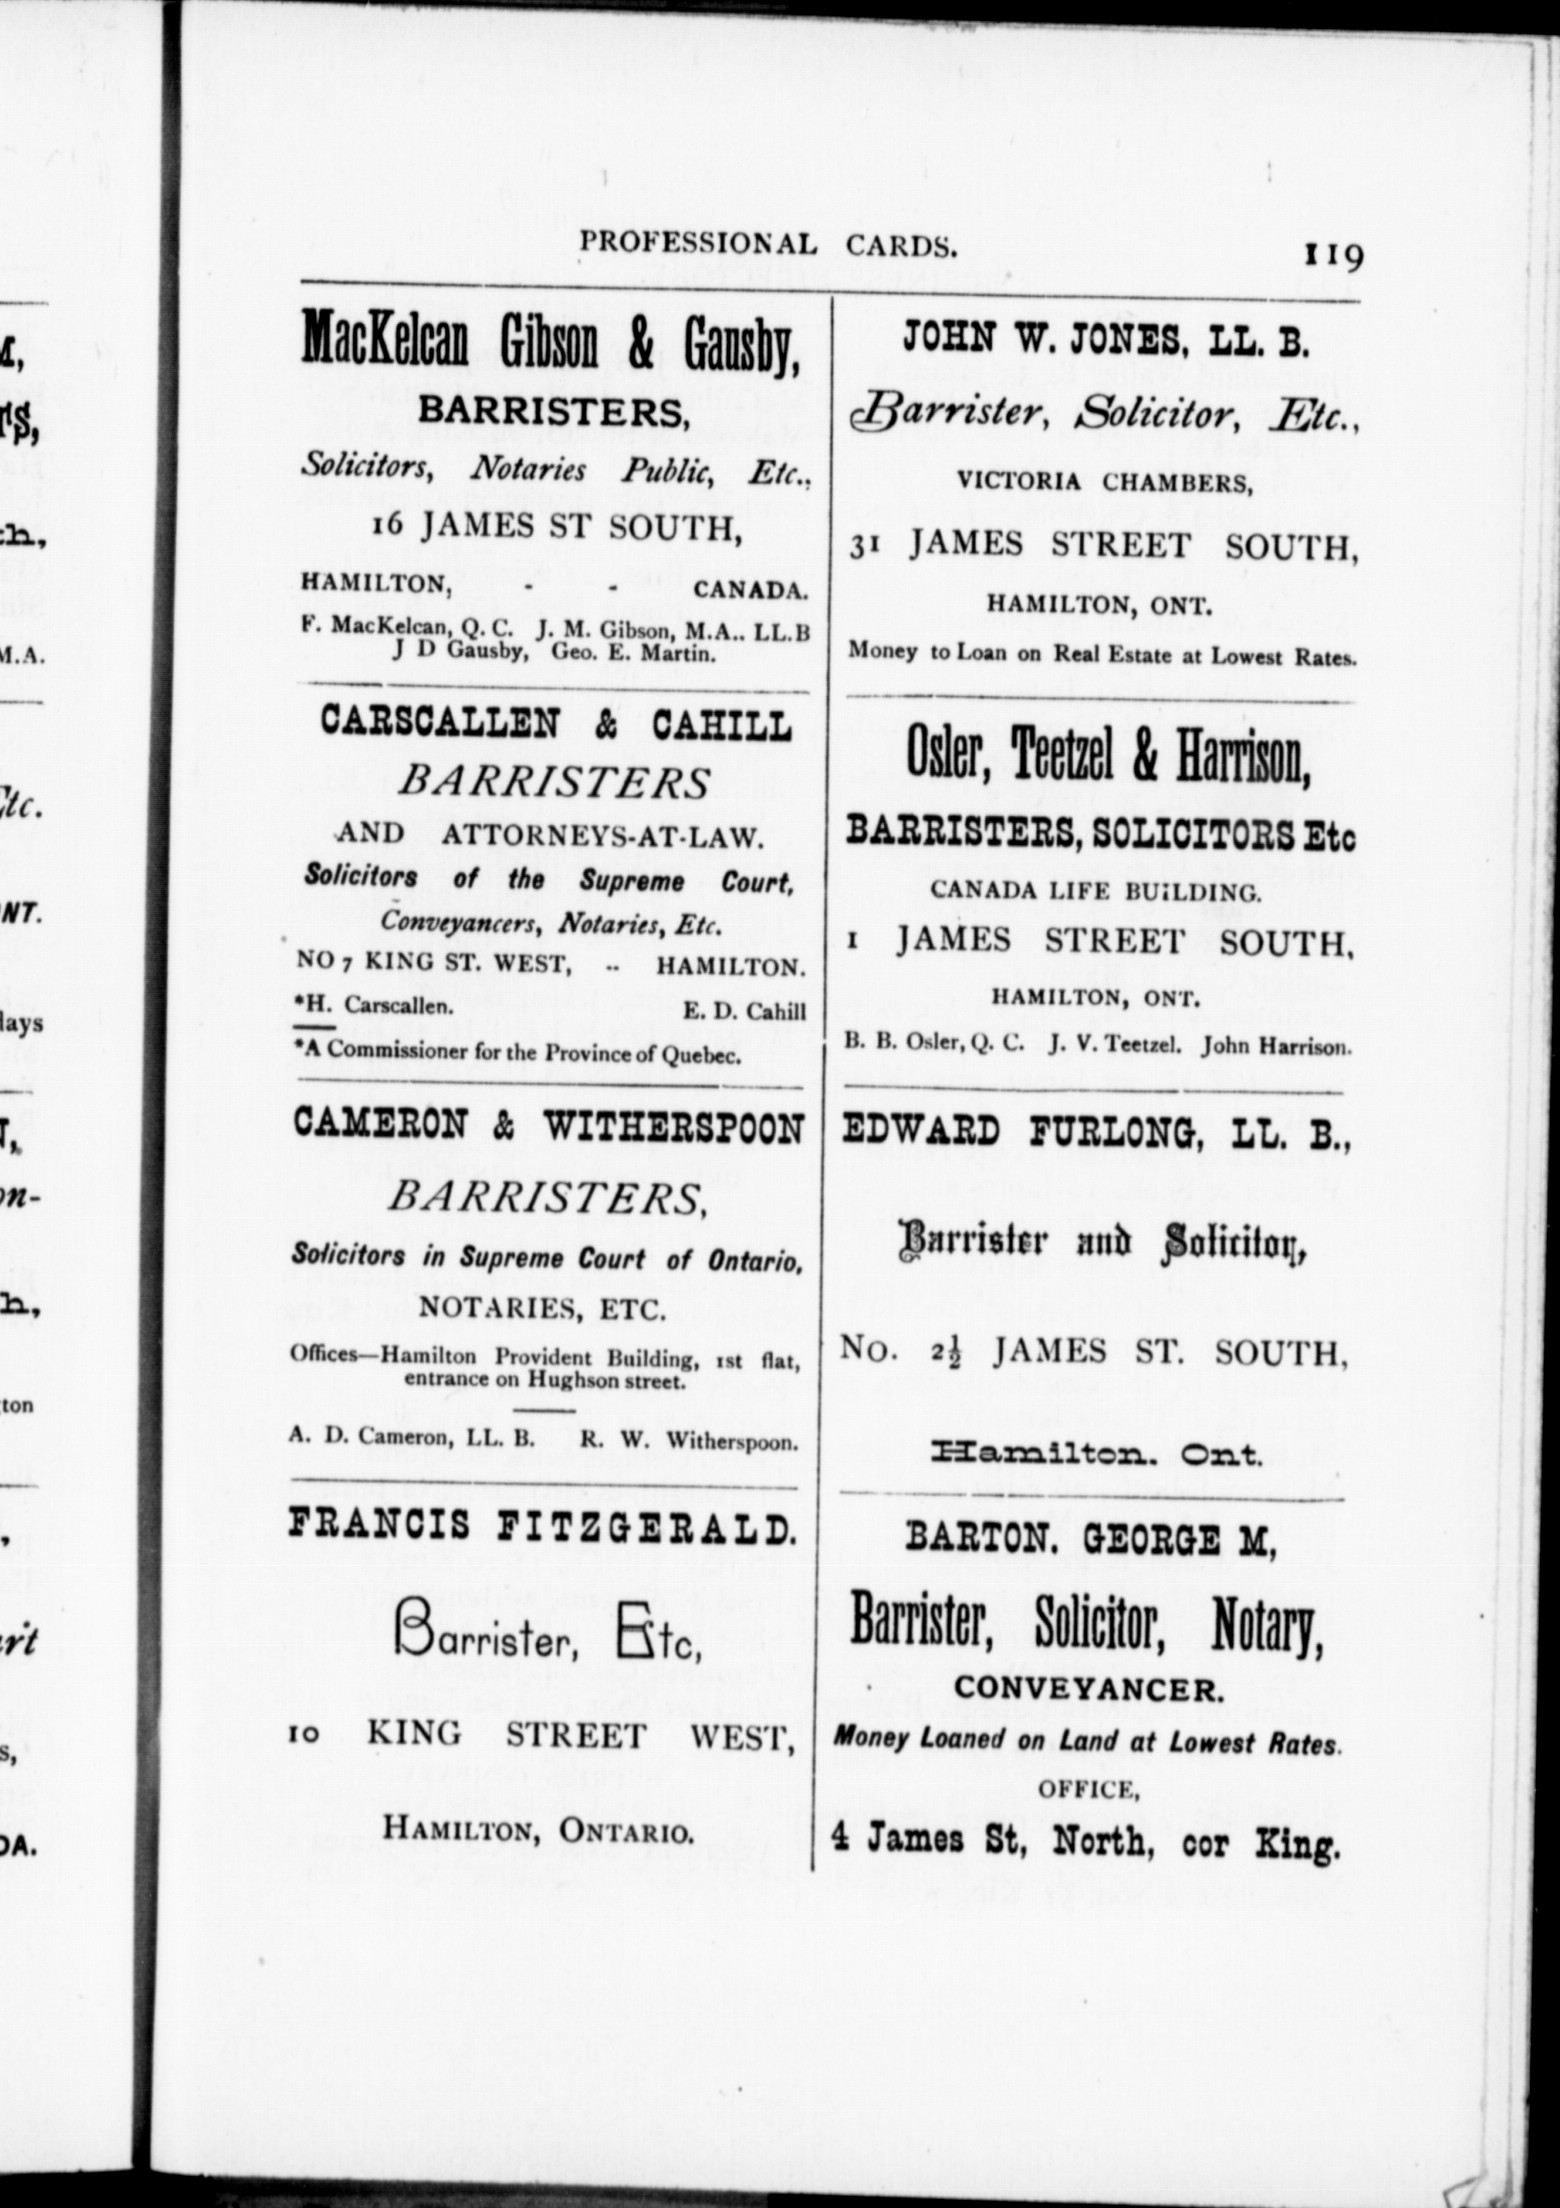 PROFESSIONAL CARDS. 119
MacKelcan Gibson & Gausby,
BARRISTERS,
Solicitors, Notaries Public, Etc.,
16 JAMES ST SOUTH,
HAMILTON, - - CANADA.
F. MacKelcan, Q. C. J. M. Gibson, M.A.. LL.B
J D Gausby, Geo. E. Martin.
CARSCALLEN & CAHILL
BARRISTERS
AND ATTORNEYS-AT-LAW.
Solicitors of the Supreme Court,
Conveyancers, Notaries, Etc.
NO 7 KING ST. WEST, .. HAMILTON.
*H. Carscallen. E. D. Cahill
*A Commissioner for the Province of Quebec.
CAMERON & WITHERSPOON
BARRISTERS,
Solicitors in Supreme Court of Ontario,
NOTARIES, ETC.
Offices—Hamilton Provident Building, 1st flat,
entrance on Hughson street.
A. D. Cameron, LL. B. R. W. Witherspoon.
FRANCIS FITZGERALD.
Barrister, Etc,
10 KING STREET WEST,
HAMILTON, ONTARIO.
JOHN W. JONES, LL. B.
Barrister, Solicitor, Etc.,
VICTORIA CHAMBERS,
31 JAMES STREET SOUTH,
HAMILTON, ONT.
Money to Loan on Real Estate at Lowest Rates.
Osler, Teetzel & Harrison,
BARRISTERS, SOLICITORS Etc
CANADA LIFE BUILDING.
1 JAMES STREET SOUTH,
HAMILTON, ONT.
B. B. Osler, Q. C. J. V. Teetzel. John Harrison.
EDWARD FURLONG, LL. B.,
Barrister and Solicitor,
No. 2½ JAMES ST. SOUTH,
Hamilton. Ont.
BARTON. GEORGE M,
Barrister, Solicitor, Notary,
CONVEYANCER.
Money Loaned on Land at Lowest Rates.
OFFICE,
4 James St, North, cor King.